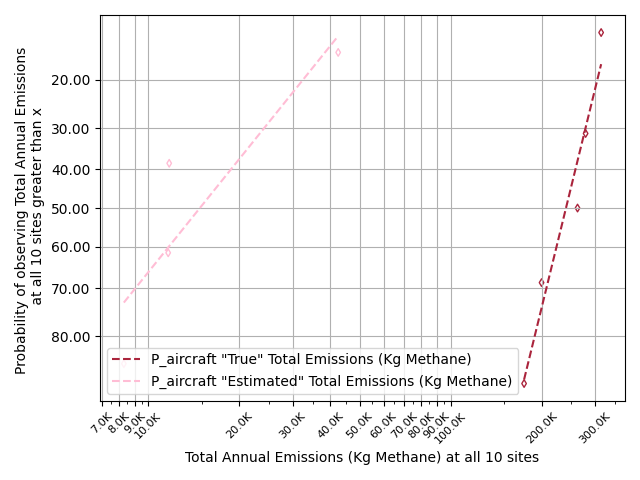 Probability of observing Total Annual Emissions
at all 10 sites greater than x
20.00
30.00
40.00
50.00
60.00
70.00
80.00
P_aircraft "True" Total Emissions (Kg Methane)
P_aircraft "Estimated" Total Emissions (Kg Methane)
7.0K
8.0K
9.0K
10.0K
20.0K
30.0K
40.0K
50.0K
60.0K
70.0K
80.0K
90.0K
100.0K
200.0K
300.0K
Total Annual Emissions (Kg Methane) at all 10 sites